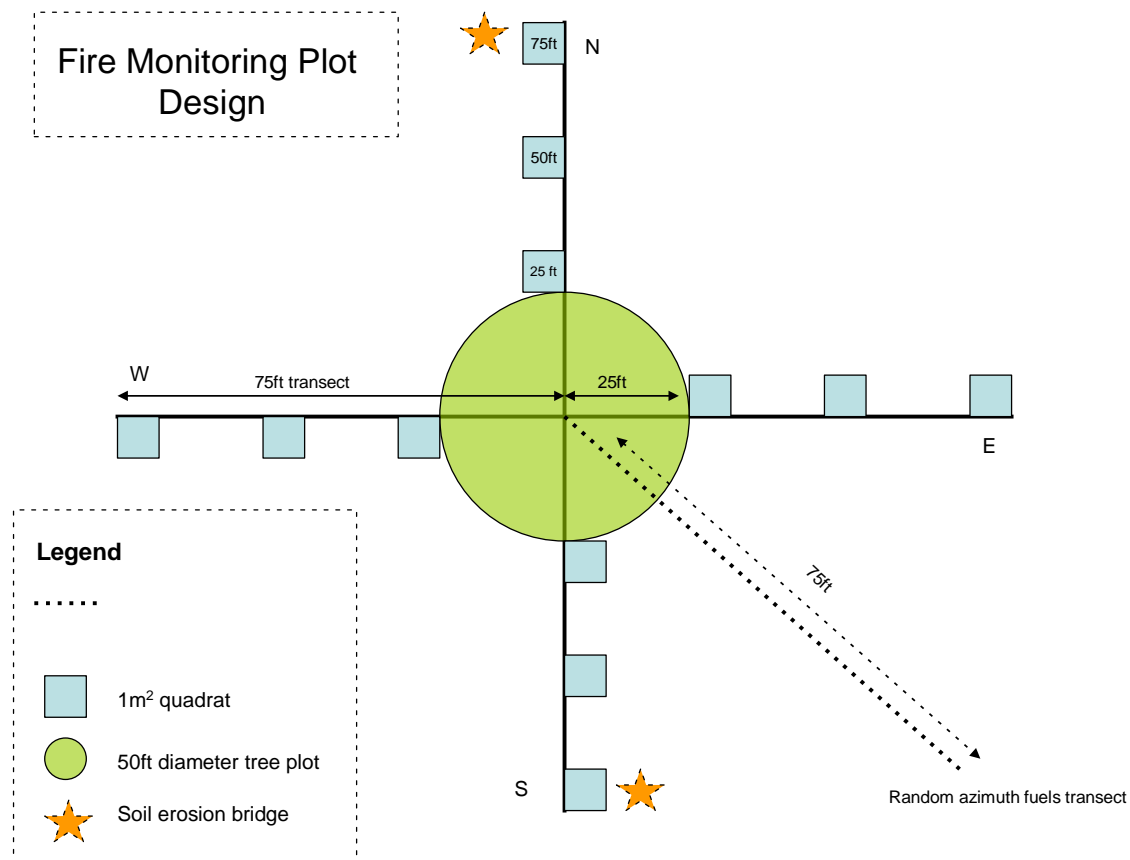 Fire Monitoring Plot
Design
75ft
N
50ft
25 ft
W
75ft transect
25ft
E
75ft
S
Random azimuth fuels transect
Legend
1m² quadrat
50ft diameter tree plot
Soil erosion bridge